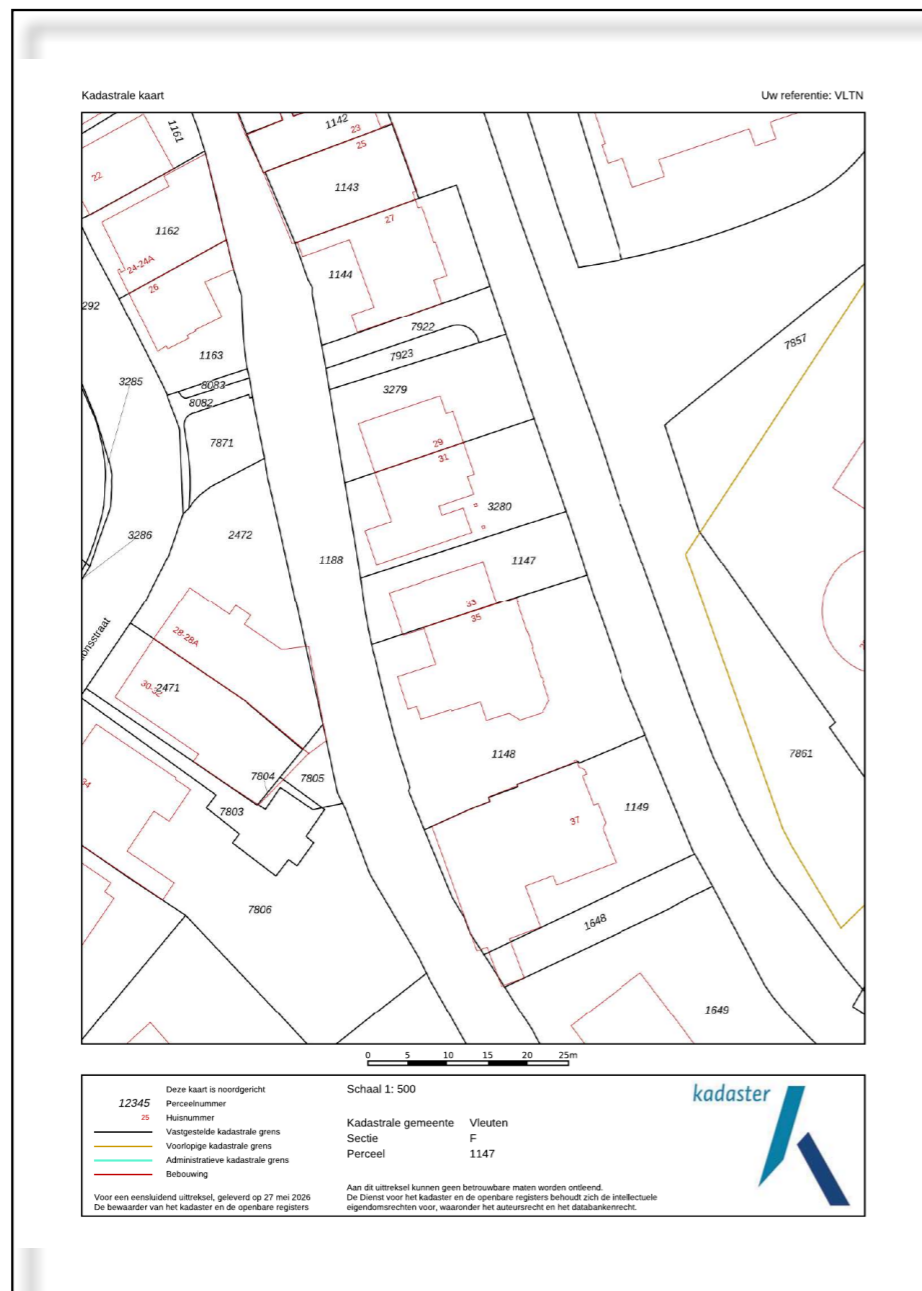 Kadastrale kaart
Uw referentie: VLTN
1161
1142
23
25
22
1143
1162
27
24-24A
26
1144
292
7922
7857
1163
7923
3285
8083
3279
8082
7871
29
31
3280
3286
2472
1188
1147
33
35
28-28A
onsstraat
30-32
2471
1148
7861
7804
7805
34
7803
1149
37
7806
1648
1649
0 5 10 15 20 25m
Deze kaart is noordgericht
12345 Perceelnummer
25 Huisnummer
Vastgestelde kadastrale grens
Voorlopige kadastrale grens
Administratieve kadastrale grens
Bebouwing
Voor een eensluidend uittreksel, geleverd op 27 mei 2026
De bewaarder van het kadaster en de openbare registers
Schaal 1: 500
Kadastrale gemeente Vleuten
Sectie F
Perceel 1147
Aan dit uittreksel kunnen geen betrouwbare maten worden ontleend.
De Dienst voor het kadaster en de openbare registers behoudt zich de intellectuele
eigendomsrechten voor, waaronder het auteursrecht en het databankenrecht.
kadaster